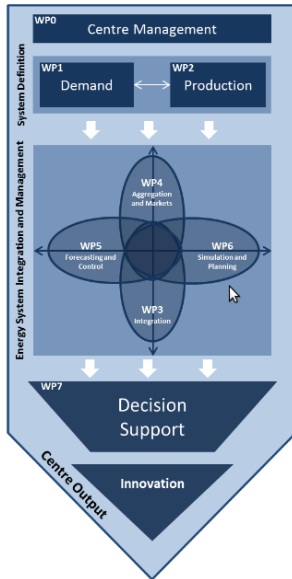 WP0
Centre Management
System Definition
WP1
Demand
WP2
Production
Energy System Integration and Management
WP4
Aggregation
and Markets
WP5
Forecasting and
Control
WP6
Simulation and
Planning
WP3
Integration
WP7
Decision
Support
Centre Output
Innovation